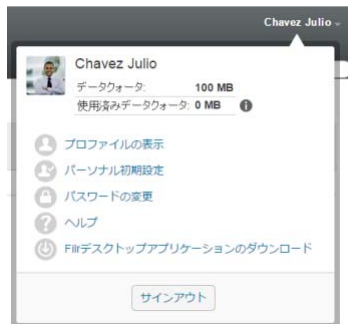 Chavez Julio
Chavez Julio
データクォータ: 100 MB
使用済みデータクォータ: 0 MB
プロファイルの表示
パーソナル初期設定
パスワードの変更
ヘルプ
Filrデスクトップアプリケーションのダウンロード
サインアウト